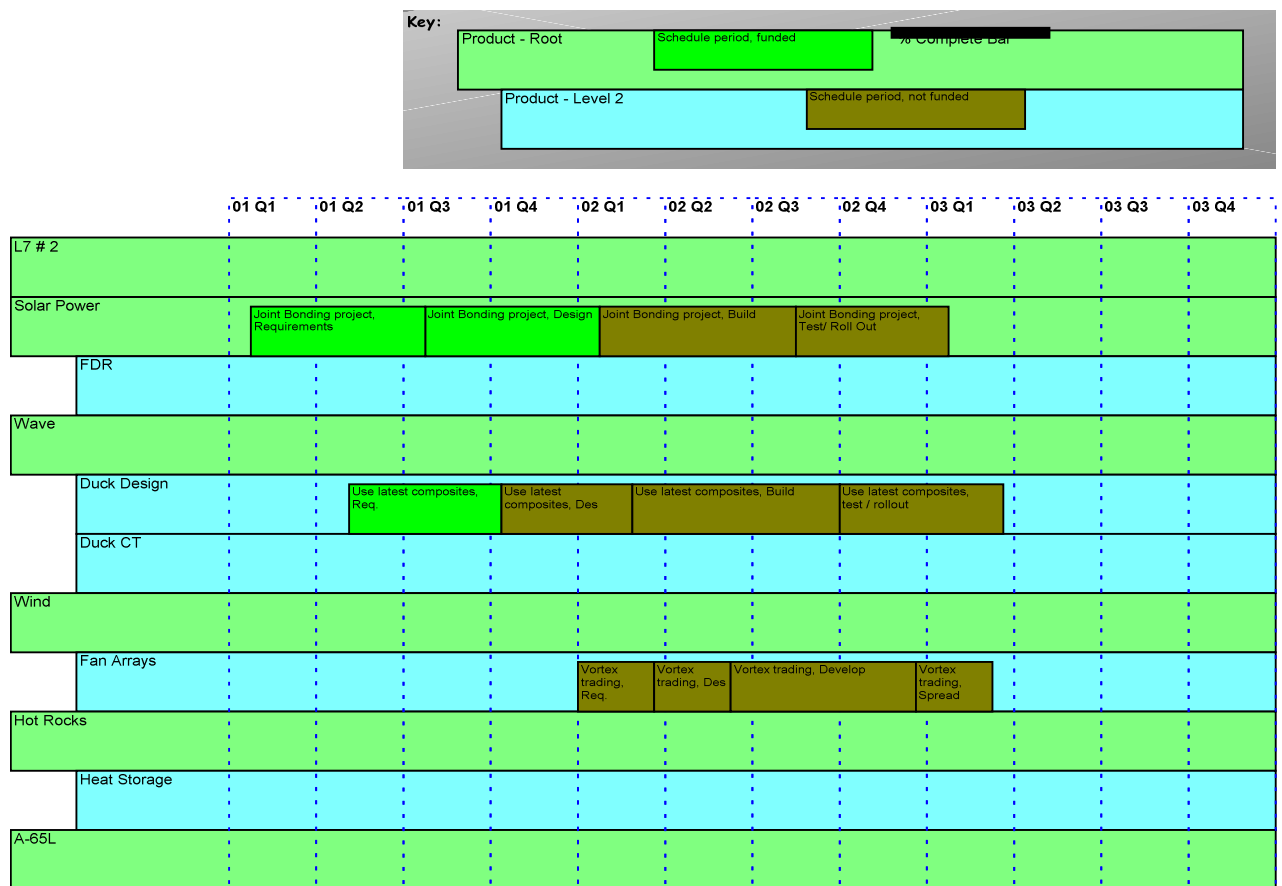 Key:
Product - Root
Schedule period, funded
% Complete Bar
Product - Level 2
Schedule period, not funded
01 Q1 01 Q2 01 Q3 01 Q4 02 Q1 02 Q2 02 Q3 02 Q4 03 Q1 03 Q2 03 Q3 03 Q4
L7 # 2
Solar Power
Joint Bonding project,
Requirements
Joint Bonding project, Design
Joint Bonding project, Build
Joint Bonding project,
Test/ Roll Out
FDR
Wave
Duck Design
Use latest composites,
Req.
Use latest
composites, Des
Use latest composites, Build
Use latest composites,
test / rollout
Duck CT
Wind
Fan Arrays
Vortex
trading,
Req.
Vortex
trading, Des
Vortex trading, Develop
Vortex
trading,
Spread
Hot Rocks
Heat Storage
A-65L